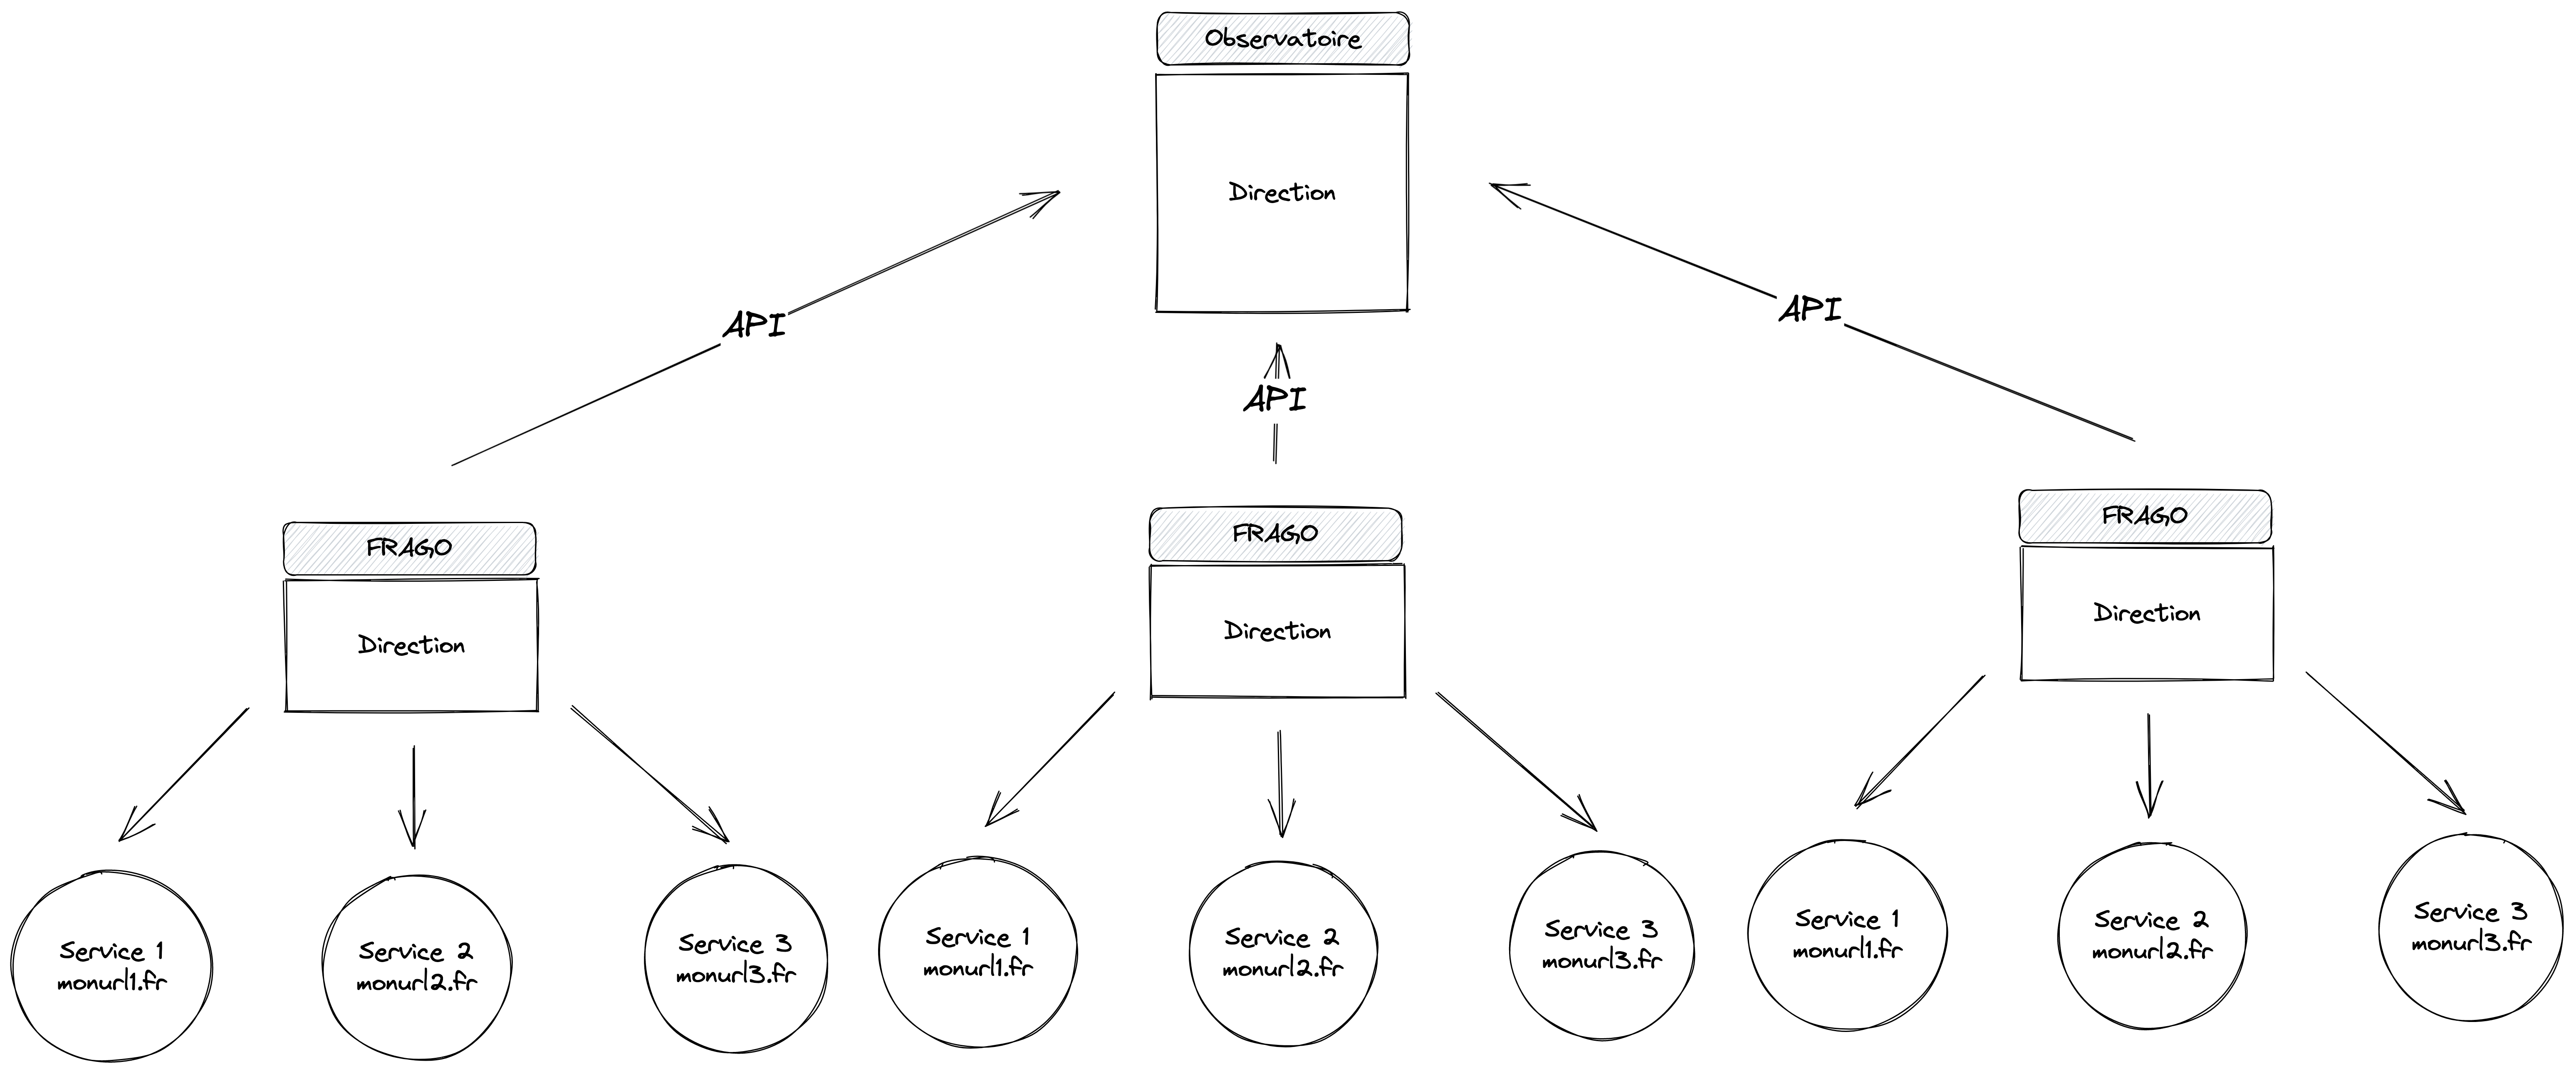 Observatoire
Direction
API
API
API
FRAGO
Direction
FRAGO
Direction
FRAGO
Direction
Service 1
monurl1.fr
Service 2
monurl2.fr
Service 3
monurl3.fr
Service 1
monurl1.fr
Service 2
monurl2.fr
Service 3
monurl3.fr
Service 1
monurl1.fr
Service 2
monurl2.fr
Service 3
monurl3.fr